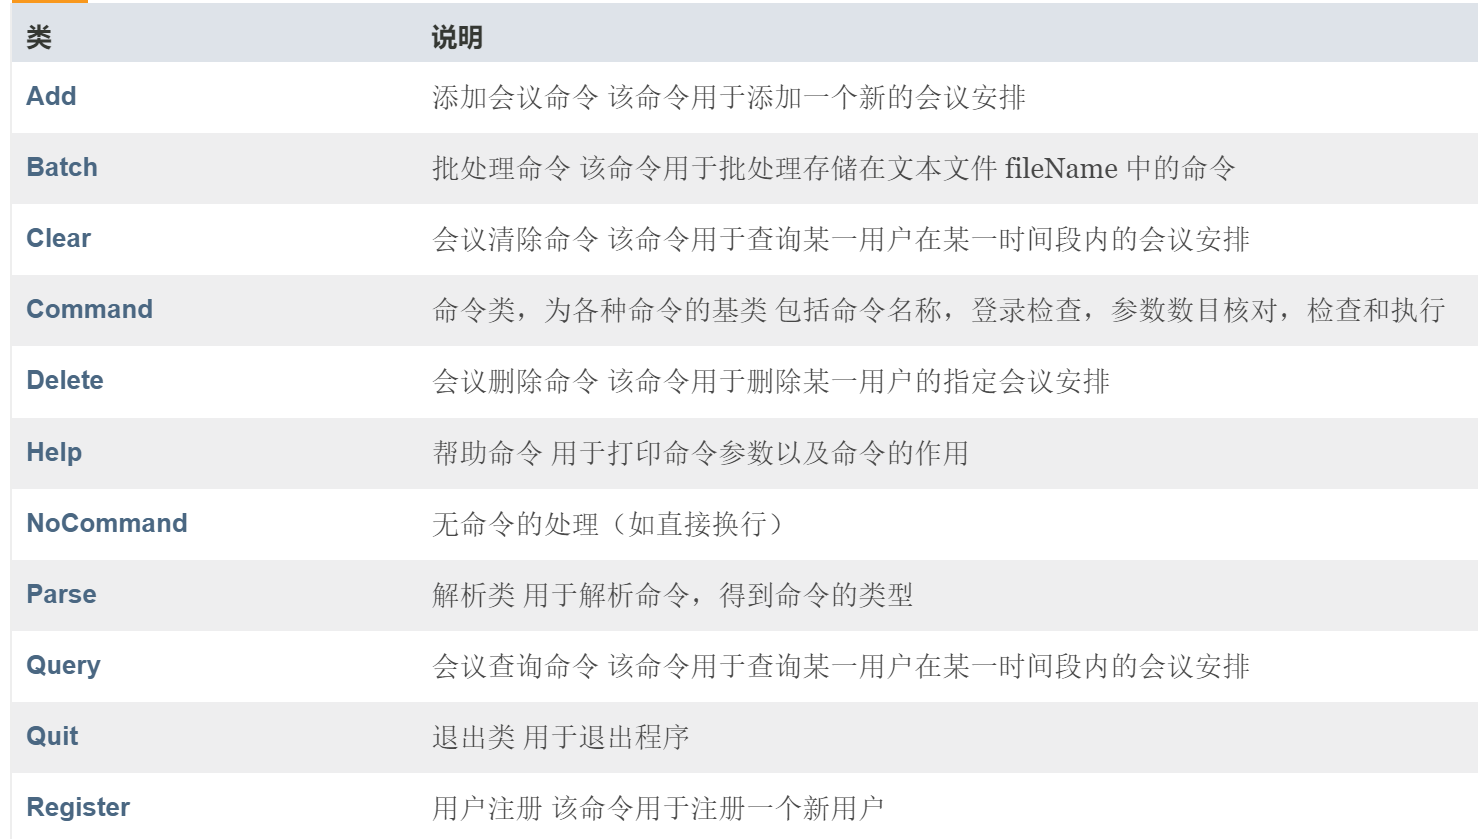 类 说明
Add 添加会议命令 该命令用于添加一个新的会议安排
Batch 批处理命令 该命令用于批处理存储在文本文件 fileName 中的命令
Clear 会议清除命令 该命令用于查询某一用户在某一时间段内的会议安排
Command 命令类，为各种命令的基类 包括命令名称，登录检查，参数数目核对，检查和执行
Delete 会议删除命令 该命令用于删除某一用户的指定会议安排
Help 帮助命令 用于打印命令参数以及命令的作用
NoCommand 无命令的处理（如直接换行）
Parse 解析类 用于解析命令，得到命令的类型
Query 会议查询命令 该命令用于查询某一用户在某一时间段内的会议安排
Quit 退出类 用于退出程序
Register 用户注册 该命令用于注册一个新用户